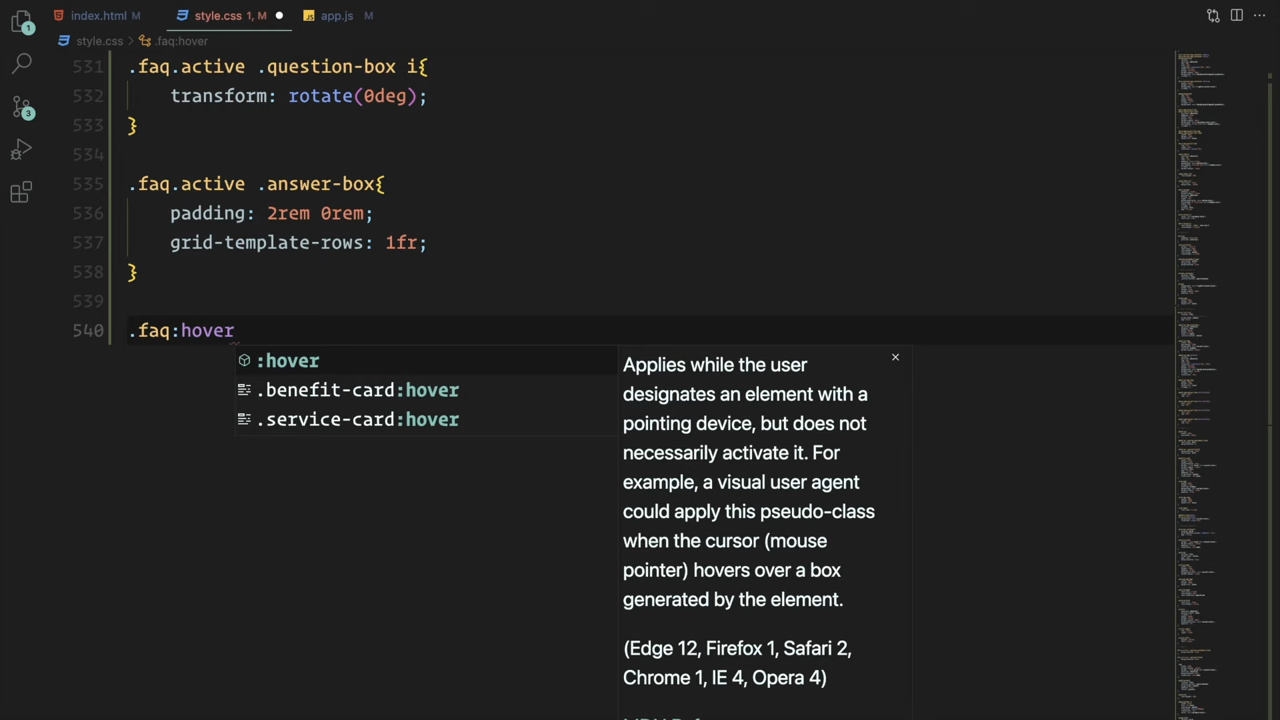 index.html M
style.css 1, M
app.js M
style.css > .faq:hover
1
3
531 .faq.active .question-box i{
532 transform: rotate(0deg);
533 }
534
535 .faq.active .answer-box{
536 padding: 2rem 0rem;
537 grid-template-rows: 1fr;
538 }
539
540 .faq:hover
:hover
.benefit-card:hover
.service-card:hover
Applies while the user
designates an element with a
pointing device, but does not
necessarily activate it. For
example, a visual user agent
could apply this pseudo-class
when the cursor (mouse
pointer) hovers over a box
generated by the element.
(Edge 12, Firefox 1, Safari 2,
Chrome 1, IE 4, Opera 4)